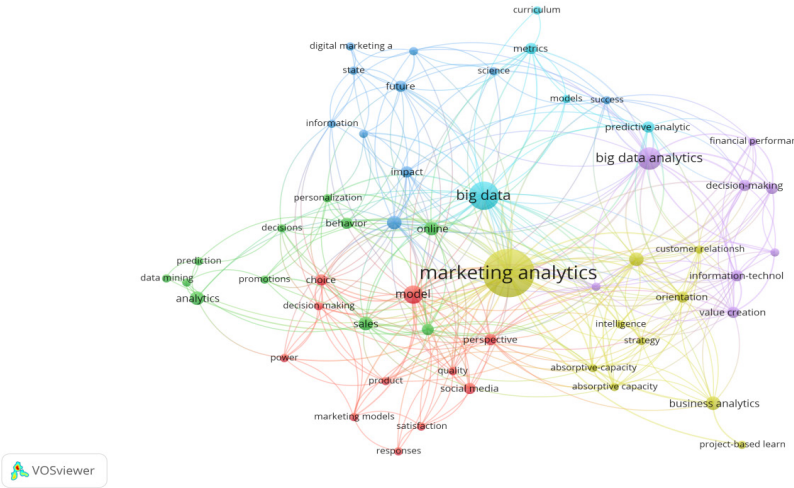 curriculum
digital marketing a
metrics
state
science
future
models
success
information
predictive analytic
financial performar
big data analytics
impact
decision-making
personalization
big data
behavior
online
decisions
customer relationsh
prediction
marketing analytics
data mining
promotions
choice
information-technol
analytics
model
orientation
decision making
value creation
sales
intelligence
perspective
strategy
power
quality
absorptive-capacity
product
social media
absorptive capacity
business analytics
marketing models
satisfaction
project-based learn
responses
VOSviewer